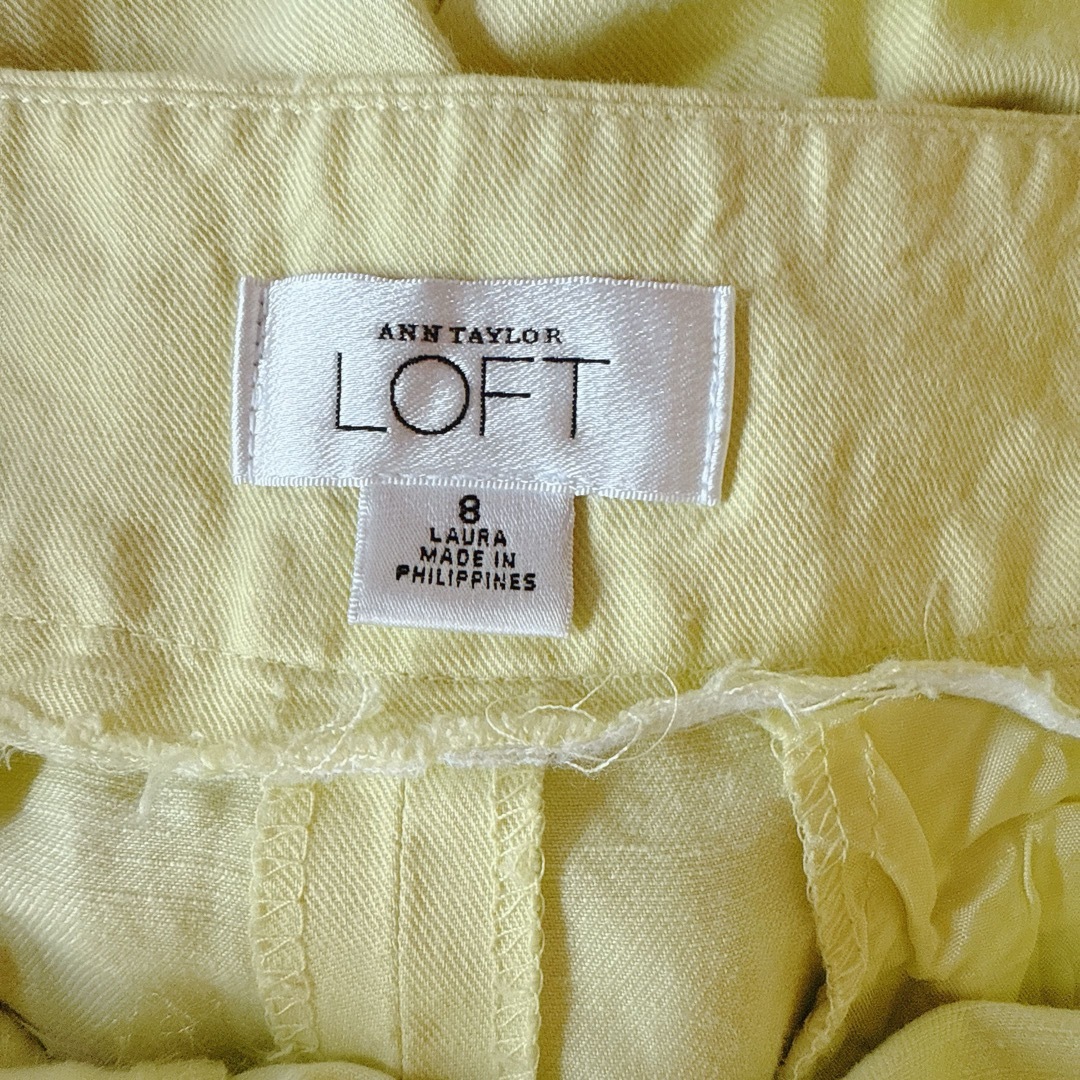 ANN TAYLOR
LOFT
8
LAURA
MADE IN
PHILIPPINES